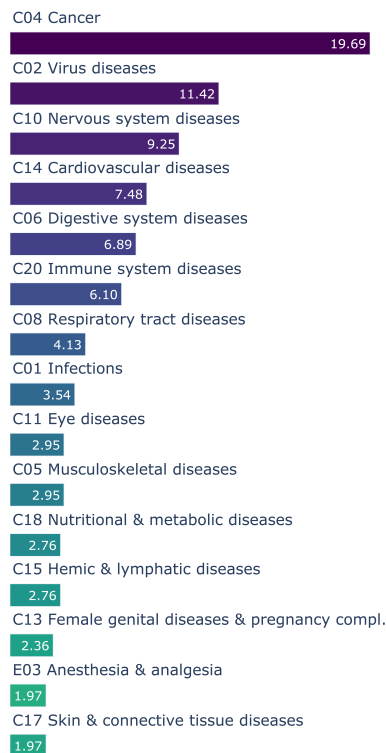 C04 Cancer
19.69
C02 Virus diseases
11.42
C10 Nervous system diseases
9.25
C14 Cardiovascular diseases
7.48
C06 Digestive system diseases
6.89
C20 Immune system diseases
6.10
C08 Respiratory tract diseases
4.13
C01 Infections
3.54
C11 Eye diseases
2.95
C05 Musculoskeletal diseases
2.95
C18 Nutritional & metabolic diseases
2.76
C15 Hemic & lymphatic diseases
2.76
C13 Female genital diseases & pregnancy compl.
2.36
E03 Anesthesia & analgesia
1.97
C17 Skin & connective tissue diseases
1.97